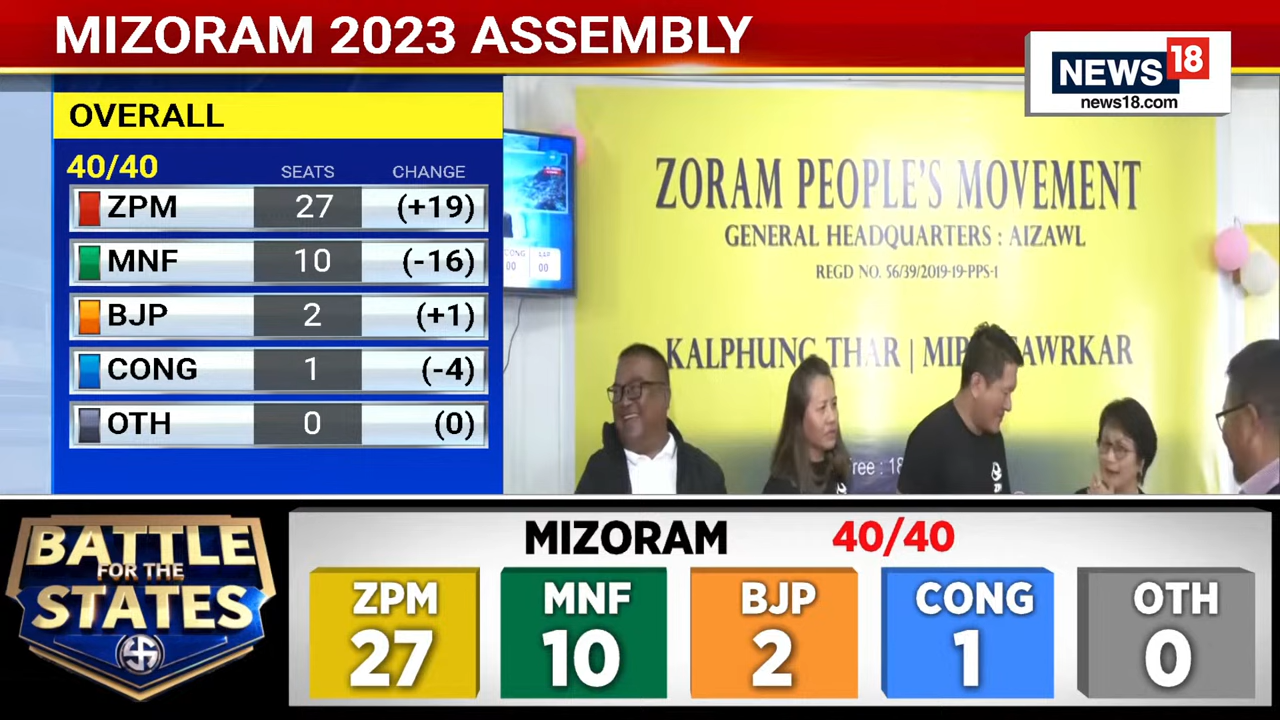 MIZORAM 2023 ASSEMBLY
NEWS 18
news18.com
OVERALL
40/40 SEATS CHANGE
ZPM 27 (+19)
MNF 10 (-16)
BJP 2 (+1)
CONG 1 (-4)
OTH 0 (0)
CONG
00 00
ZORAM PEOPLE'S MOVEMENT
GENERAL HEADQUARTERS : AIZAWL
REGD NO. 56/39/2019-19-PPS-1
KALPHUNG THAR |
BATTLE
FOR THE
STATES
MIZORAM 40/40
ZPM MNF BJP CONG OTH
27 10 2 1 0